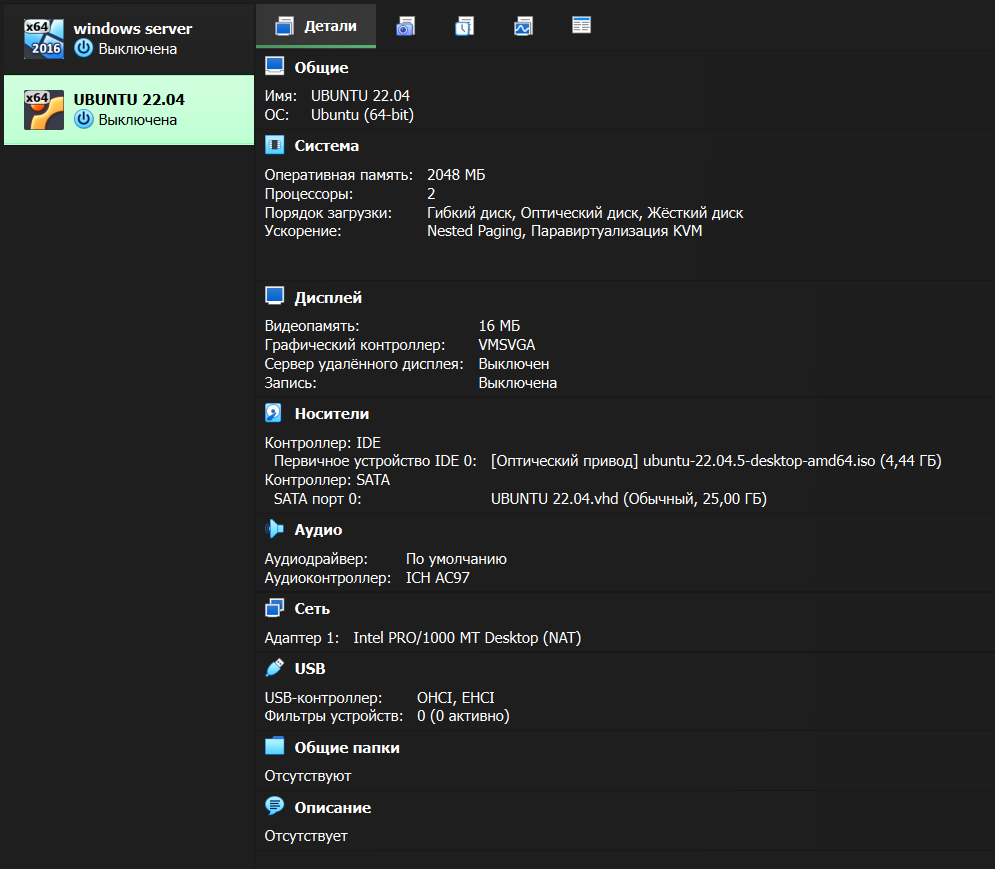 x64
2016
windows server
Выключена
x64
UBUNTU 22.04
Выключена
Детали
Общие
Имя: UBUNTU 22.04
ОС: Ubuntu (64-bit)
Система
Оперативная память: 2048 МБ
Процессоры: 2
Порядок загрузки: Гибкий диск, Оптический диск, Жёсткий диск
Ускорение: Nested Paging, Паравиртуализация KVM
Дисплей
Видеопамять: 16 МБ
Графический контроллер: VMSVGA
Сервер удалённого дисплея: Выключен
Запись: Выключена
Носители
Контроллер: IDE
Первичное устройство IDE 0: [Оптический привод] ubuntu-22.04.5-desktop-amd64.iso (4,44 ГБ)
Контроллер: SATA
SATA порт 0: UBUNTU 22.04.vhd (Обычный, 25,00 ГБ)
Аудио
Аудиодрайвер: По умолчанию
Аудиоконтроллер: ICH AC97
Сеть
Адаптер 1: Intel PRO/1000 MT Desktop (NAT)
USB
USB-контроллер: OHCI, EHCI
Фильтры устройств: 0 (0 активно)
Общие папки
Отсутствуют
Описание
Отсутствует